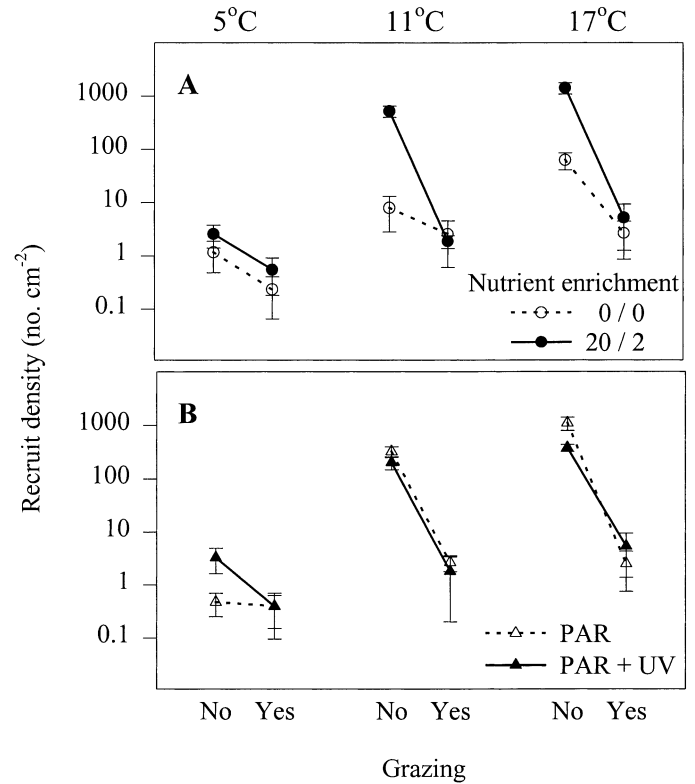 5°C 11°C 17°C
A
1000
100
10
1
0.1
Nutrient enrichment
0 / 0
20 / 2
Recruit density (no. cm⁻²)
B
1000
100
10
1
0.1
PAR
PAR + UV
No Yes No Yes No Yes
Grazing